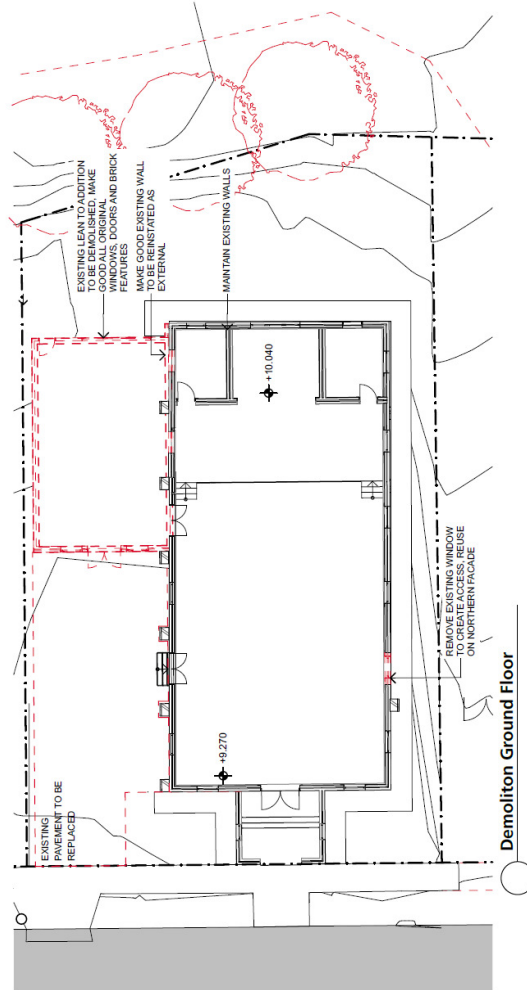 EXISTING LEAN TO ADDITION
TO BE DEMOLISHED, MAKE
GOOD ALL ORIGINAL
WINDOWS, DOORS AND BRICK
FEATURES
MAKE GOOD EXISTING WALL
TO BE REINSTATED AS
EXTERNAL
MAINTAIN EXISTING WALLS
+10.040
+9.270
EXISTING
PAVEMENT TO BE
REPLACED
REMOVE EXISTING WINDOW
TO CREATE ACCESS, REUSE
ON NORTHERN FACADE
Demoliton Ground Floor